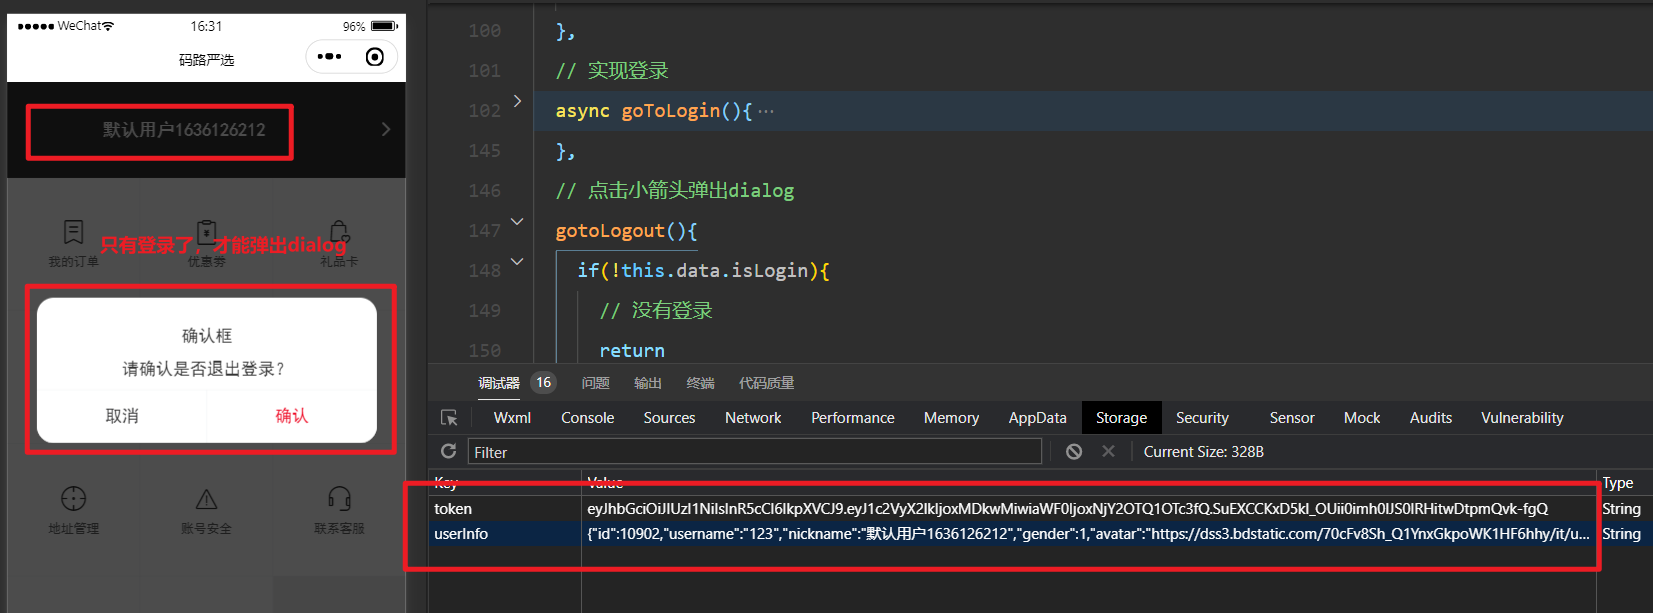 WeChat
16:31
96%
码路严选
默认用户1636126212
只有登录了，才能弹出dialog
我的订单
优惠劵
礼品卡
确认框
请确认是否退出登录？
取消
确认
地址管理
账号安全
联系客服
100
},
101
// 实现登录
102
async goToLogin(){ ···
145
},
146
// 点击小箭头弹出dialog
147
gotoLogout(){
148
if(!this.data.isLogin){
149
// 没有登录
150
return
调试器
16
问题
输出
终端
代码质量
Wxml
Console
Sources
Network
Performance
Memory
AppData
Storage
Security
Sensor
Mock
Audits
Vulnerability
Filter
Current Size: 328B
Key
Value
Type
token
String
userInfo
{"id":10902,"username":"123","nickname":"默认用户1636126212","gender":1,"avatar":"https://dss3.bdstatic.com/70cFv8Sh_Q1YnxGkpoWK1HF6hhy/it/u...
String